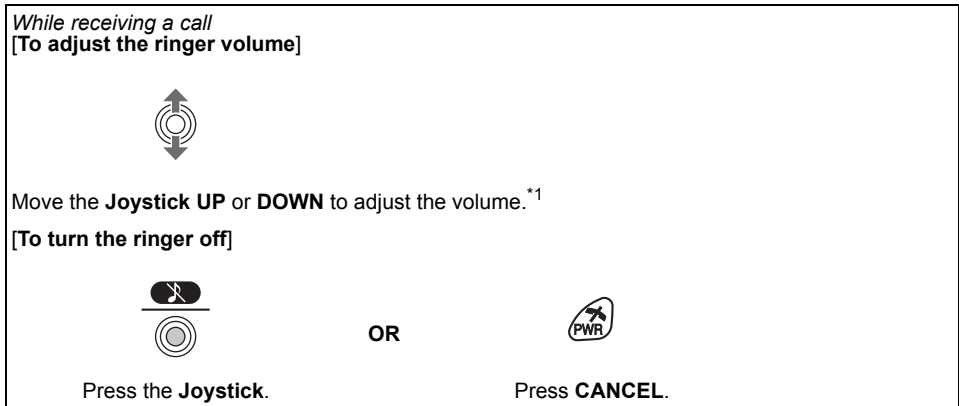 While receiving a call
[To adjust the ringer volume]
Move the Joystick UP or DOWN to adjust the volume.*1
[To turn the ringer off]
OR
PWR
Press the Joystick.
Press CANCEL.